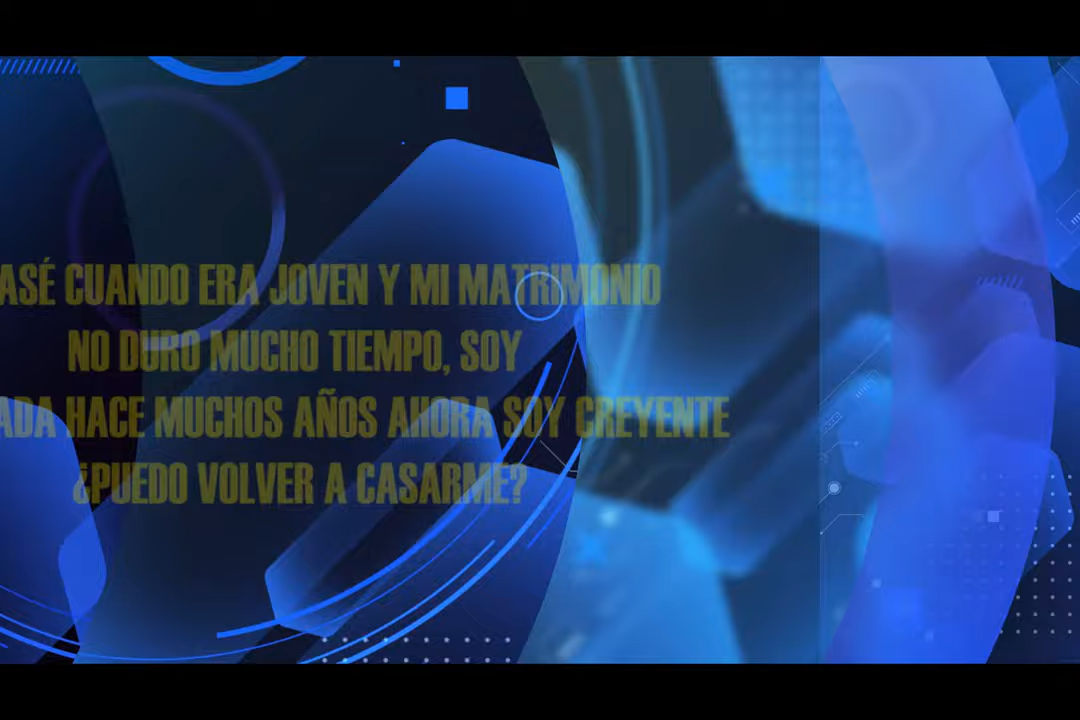 ASÉ CUANDO ERA JOVEN Y MI MATRIMONIO
NO DURO MUCHO TIEMPO, SOY
ADA HACE MUCHOS AÑOS AHORA SOY CREYENTE
¿PUEDO VOLVER A CASARME?